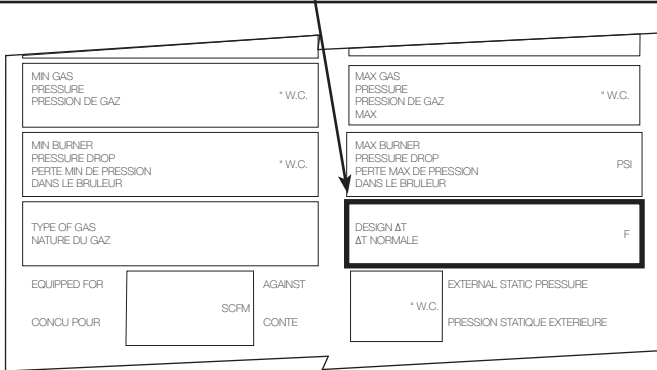 MIN GAS
PRESSURE
PRESSION DE GAZ
" W.C.
MAX GAS
PRESSURE
PRESSION DE GAZ
MAX
" W.C.
MIN BURNER
PRESSURE DROP
PERTE MIN DE PRESSION
DANS LE BRULEUR
" W.C.
MAX BURNER
PRESSURE DROP
PERTE MAX DE PRESSION
DANS LE BRULEUR
PSI
TYPE OF GAS
NATURE DU GAZ
DESIGN ΔT
ΔT NORMALE
F
EQUIPPED FOR
CONCU POUR
SCFM
AGAINST
CONTE
" W.C.
EXTERNAL STATIC PRESSURE
PRESSION STATIQUE EXTERIEURE